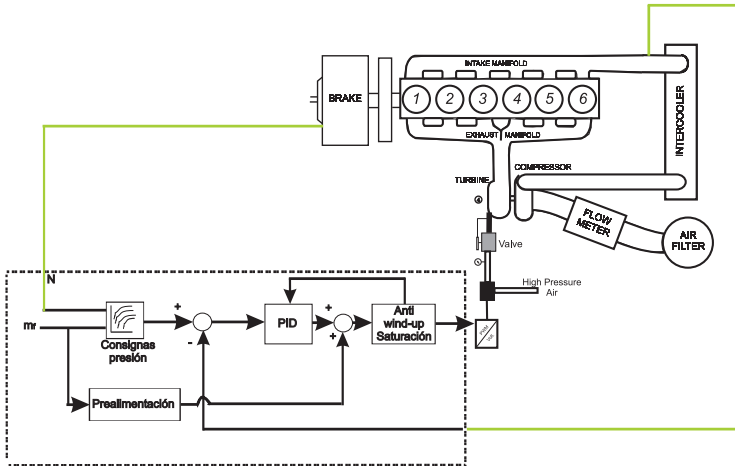 INTAKE MANIFOLD
BRAKE
1 2 3 4 5 6
INTERCOOLER
EXHAUST MANIFOLD
COMPRESSOR
TURBINE
FLOW
METER
AIR
FILTER
Valve
High Pressure
Air
N
+
mr
-
Consignas
presión
PID
+
+
Anti
wind-up
Saturación
Prealimentación